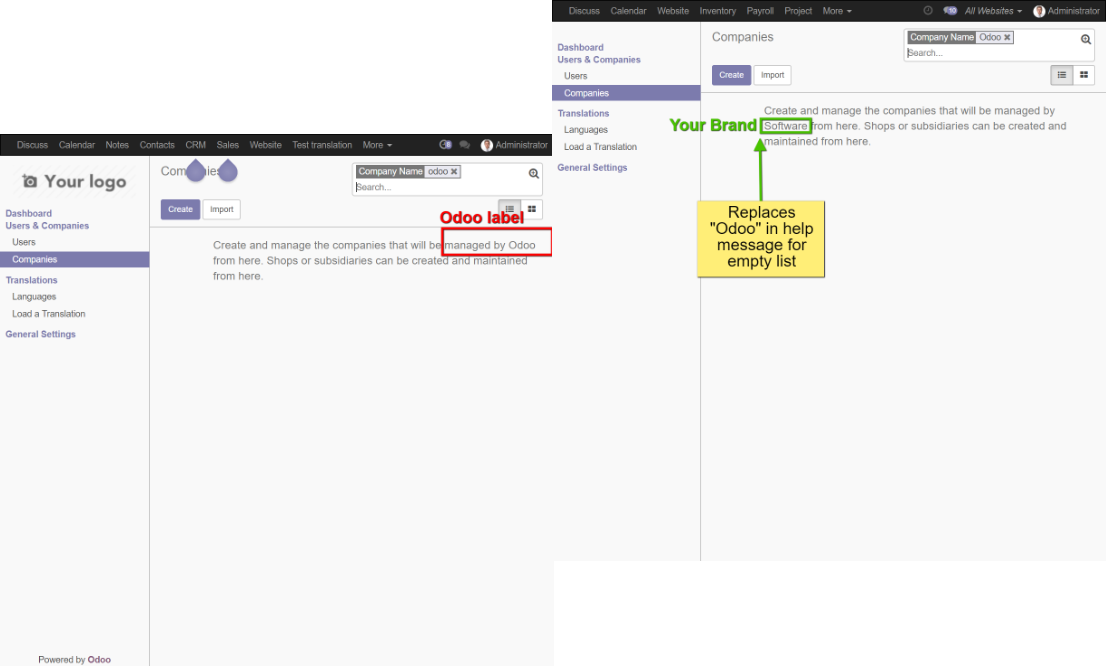 Discuss Calendar Website Inventory Payroll Project More All Websites Administrator
Companies
Company Name Odoo
Search...
Dashboard
Users & Companies
Users
Companies
Translations
Languages
Load a Translation
General Settings
Create Import
Create and manage the companies that will be managed by
Your Brand Software from here. Shops or subsidiaries can be created and
maintained from here.
Replaces
"Odoo" in help
message for
empty list
Discuss Calendar Notes Contacts CRM Sales Website Test translation More Administrator
Your logo
Dashboard
Users & Companies
Users
Companies
Translations
Languages
Load a Translation
General Settings
Companies
Company Name odoo
Search...
Create Import
Odoo label
Create and manage the companies that will be managed by Odoo
from here. Shops or subsidiaries can be created and maintained
from here.
Powered by Odoo